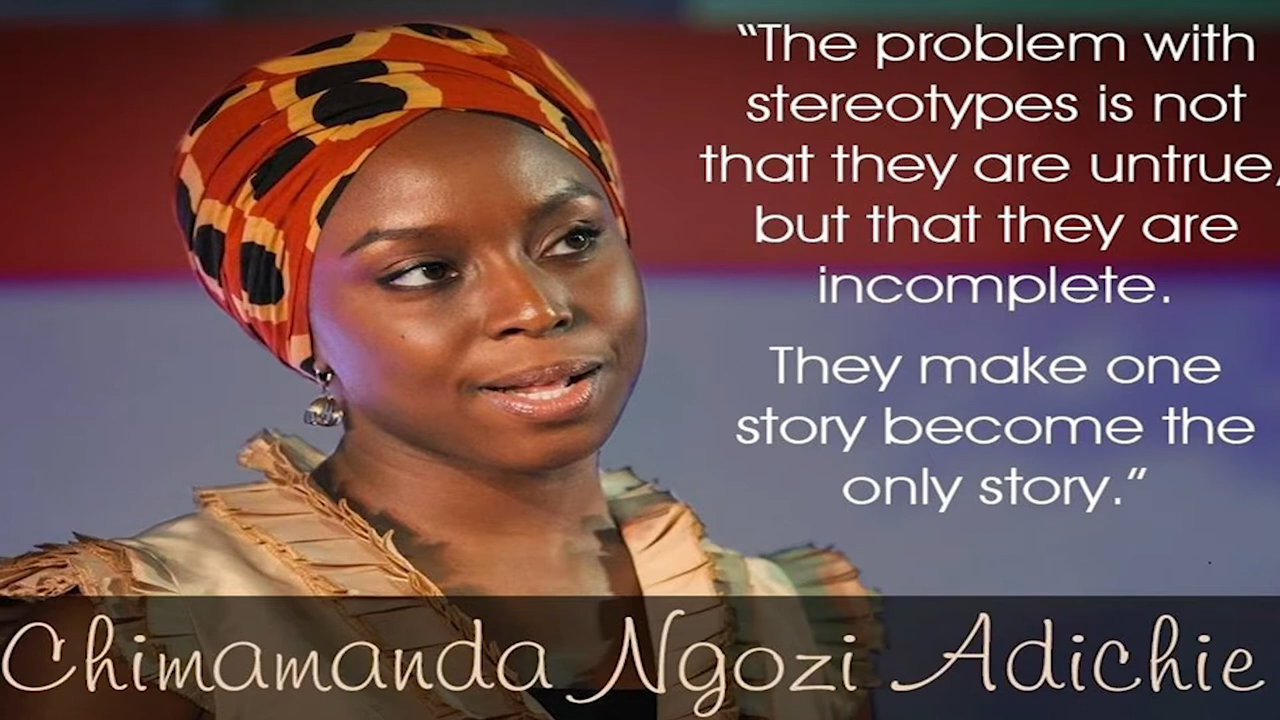 “The problem with
stereotypes is not
that they are untrue,
but that they are
incomplete.
They make one
story become the
only story.”
Chimamanda Ngozi Adichie